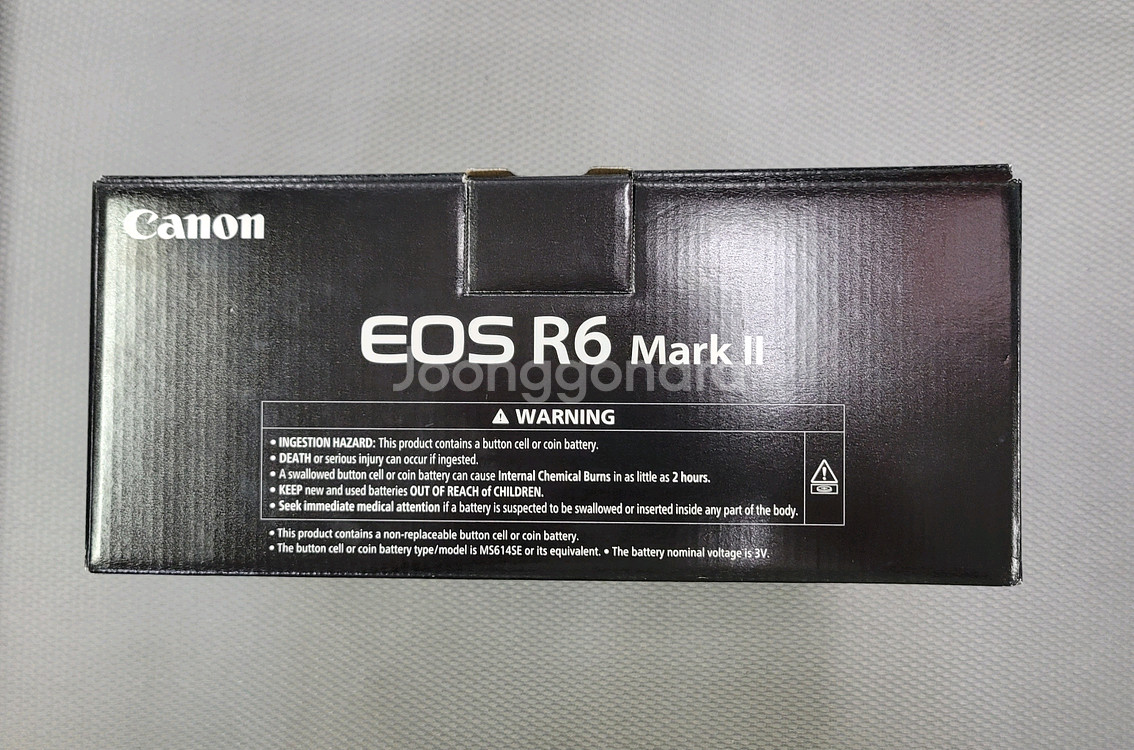 Canon
EOS R6 Mark II
Joonggonara
⚠ WARNING
• INGESTION HAZARD: This product contains a button cell or coin battery.
• DEATH or serious injury can occur if ingested.
• A swallowed button cell or coin battery can cause Internal Chemical Burns in as little as 2 hours.
• KEEP new and used batteries OUT OF REACH of CHILDREN.
• Seek immediate medical attention if a battery is suspected to be swallowed or inserted inside any part of the body.
• This product contains a non-replaceable button cell or coin battery.
• The button cell or coin battery type/model is MS614SE or its equivalent. • The battery nominal voltage is 3V.